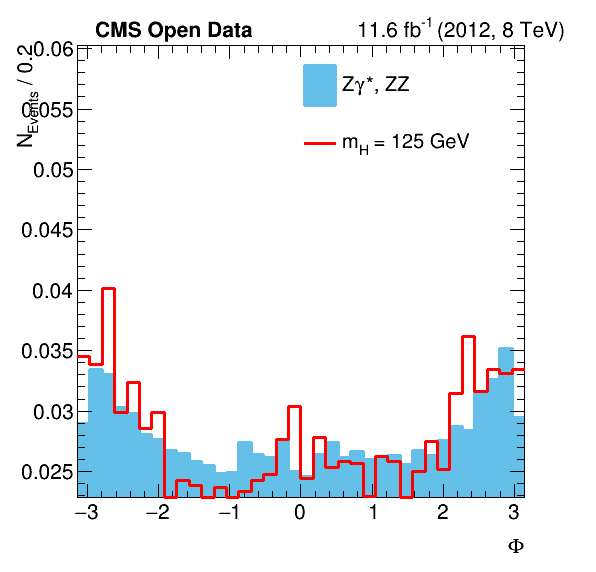 CMS Open Data 11.6 fb⁻¹ (2012, 8 TeV)
N_Events / 0.2
Zγ*, ZZ
m_H = 125 GeV
0.06
0.055
0.05
0.045
0.04
0.035
0.03
0.025
−3 −2 −1 0 1 2 3
Φ